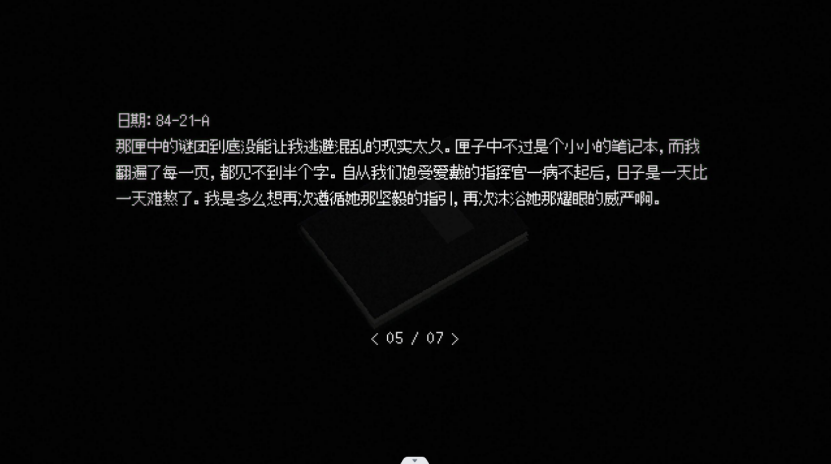 日期: 84-21-A
那匣中的谜团到底没能让我逃避混乱的现实太久。匣子中不过是个小小的笔记本, 而我
翻遍了每一页, 都见不到半个字。自从我们饱受爱戴的指挥官一病不起后, 日子是一天比
一天难熬了。我是多么想再次遵循她那坚毅的指引, 再次沐浴她那耀眼的威严啊。
< 05 / 07 >